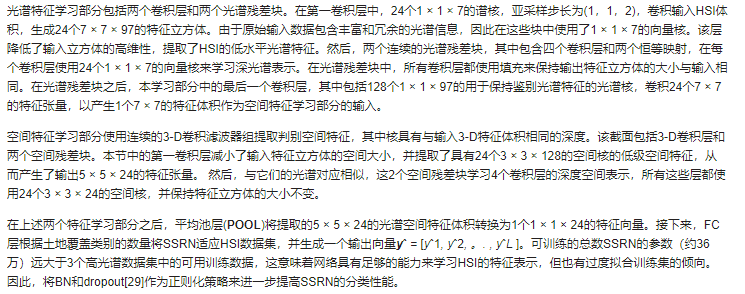 光谱特征学习部分包括两个卷积层和两个光谱残差块。在第一卷积层中，24个1 × 1 × 7的谱核，亚采样步长为(1，1，2)，卷积输入HSI体
积，生成24个7 × 7 × 97的特征立方体。由于原始输入数据包含丰富和冗余的光谱信息，因此在这些块中使用了1 × 1 × 7的向量核。该层
降低了输入立方体的高维性，提取了HSI的低水平光谱特征。然后，两个连续的光谱残差块，其中包含四个卷积层和两个恒等映射，在每
个卷积层使用24个1 × 1 × 7的向量核来学习深光谱表示。在光谱残差块中，所有卷积层都使用填充来保持输出特征立方体的大小与输入相
同。在光谱残差块之后，本学习部分中的最后一个卷积层，其中包括128个1 × 1 × 97的用于保持鉴别光谱特征的光谱核，卷积24个7 × 7
的特征张量，以产生1个7 × 7的特征体积作为空间特征学习部分的输入。
空间特征学习部分使用连续的3-D卷积滤波器组提取判别空间特征，其中核具有与输入3-D特征体积相同的深度。该截面包括3-D卷积层和
两个空间残差块。本节中的第一卷积层减小了输入特征立方体的空间大小，并提取了具有24个3 × 3 × 128的空间核的低级空间特征，从
而产生了输出5 × 5 × 24的特征张量。 然后，与它们的光谱对应相似，这2个空间残差块学习4个卷积层的深度空间表示，所有这些层都使
用24个3 × 3 × 24的空间核，并保持特征立方体的大小不变。
在上述两个特征学习部分之后，平均池层(POOL)将提取的5 × 5 × 24的光谱空间特征体积转换为1个1 × 1 × 24的特征向量。接下来，FC
层根据土地覆盖类别的数量将SSRN适应HSI数据集，并生成一个输出向量y^ = [y^1, y^2, 。. , y^L ]。可训练的总数SSRN的参数（约36
万）远大于3个高光谱数据集中的可用训练数据，这意味着网络具有足够的能力来学习HSI的特征表示，但也有过度拟合训练集的倾向。
因此，将BN和dropout[29]作为正则化策略来进一步提高SSRN的分类性能。